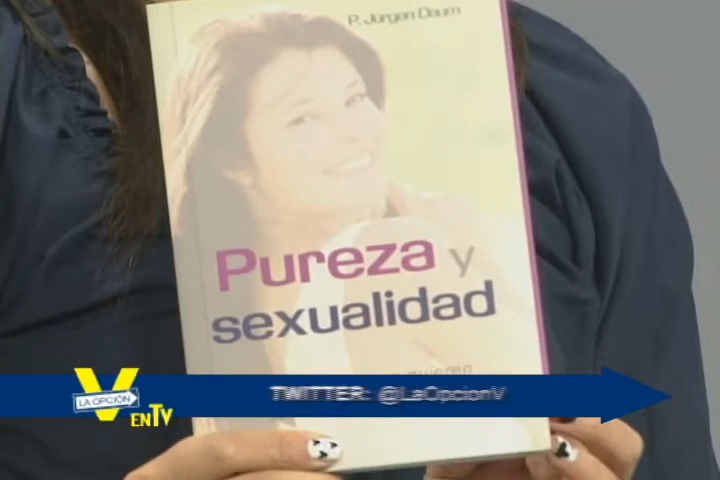 P. Jürgen Daum
Pureza y
sexualidad
TWITTER: @LaOpcionV
LA OPCIÓN
V
EN TV